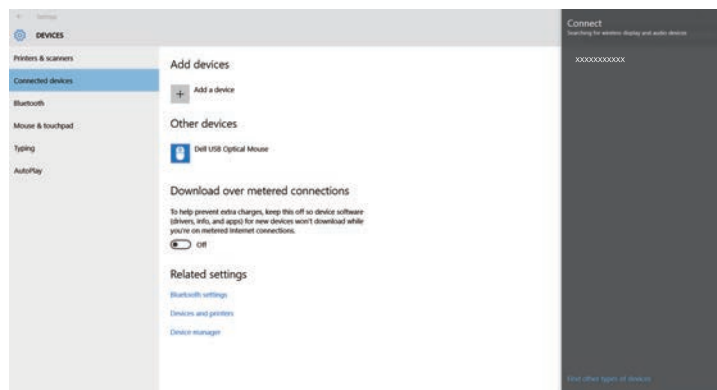 Settings
DEVICES
Printers & scanners
Connected devices
Bluetooth
Mouse & touchpad
Typing
AutoPlay
Add devices
Add a device
Other devices
Dell USB Optical Mouse
Download over metered connections
To help prevent extra charges, keep this off so device software
(drivers, info, and apps) for new devices won't download while
you're on metered Internet connections.
Off
Related settings
Bluetooth settings
Devices and printers
Device manager
Connect
Searching for wireless display and audio devices
XXXXXXXXXXX
Find other types of devices